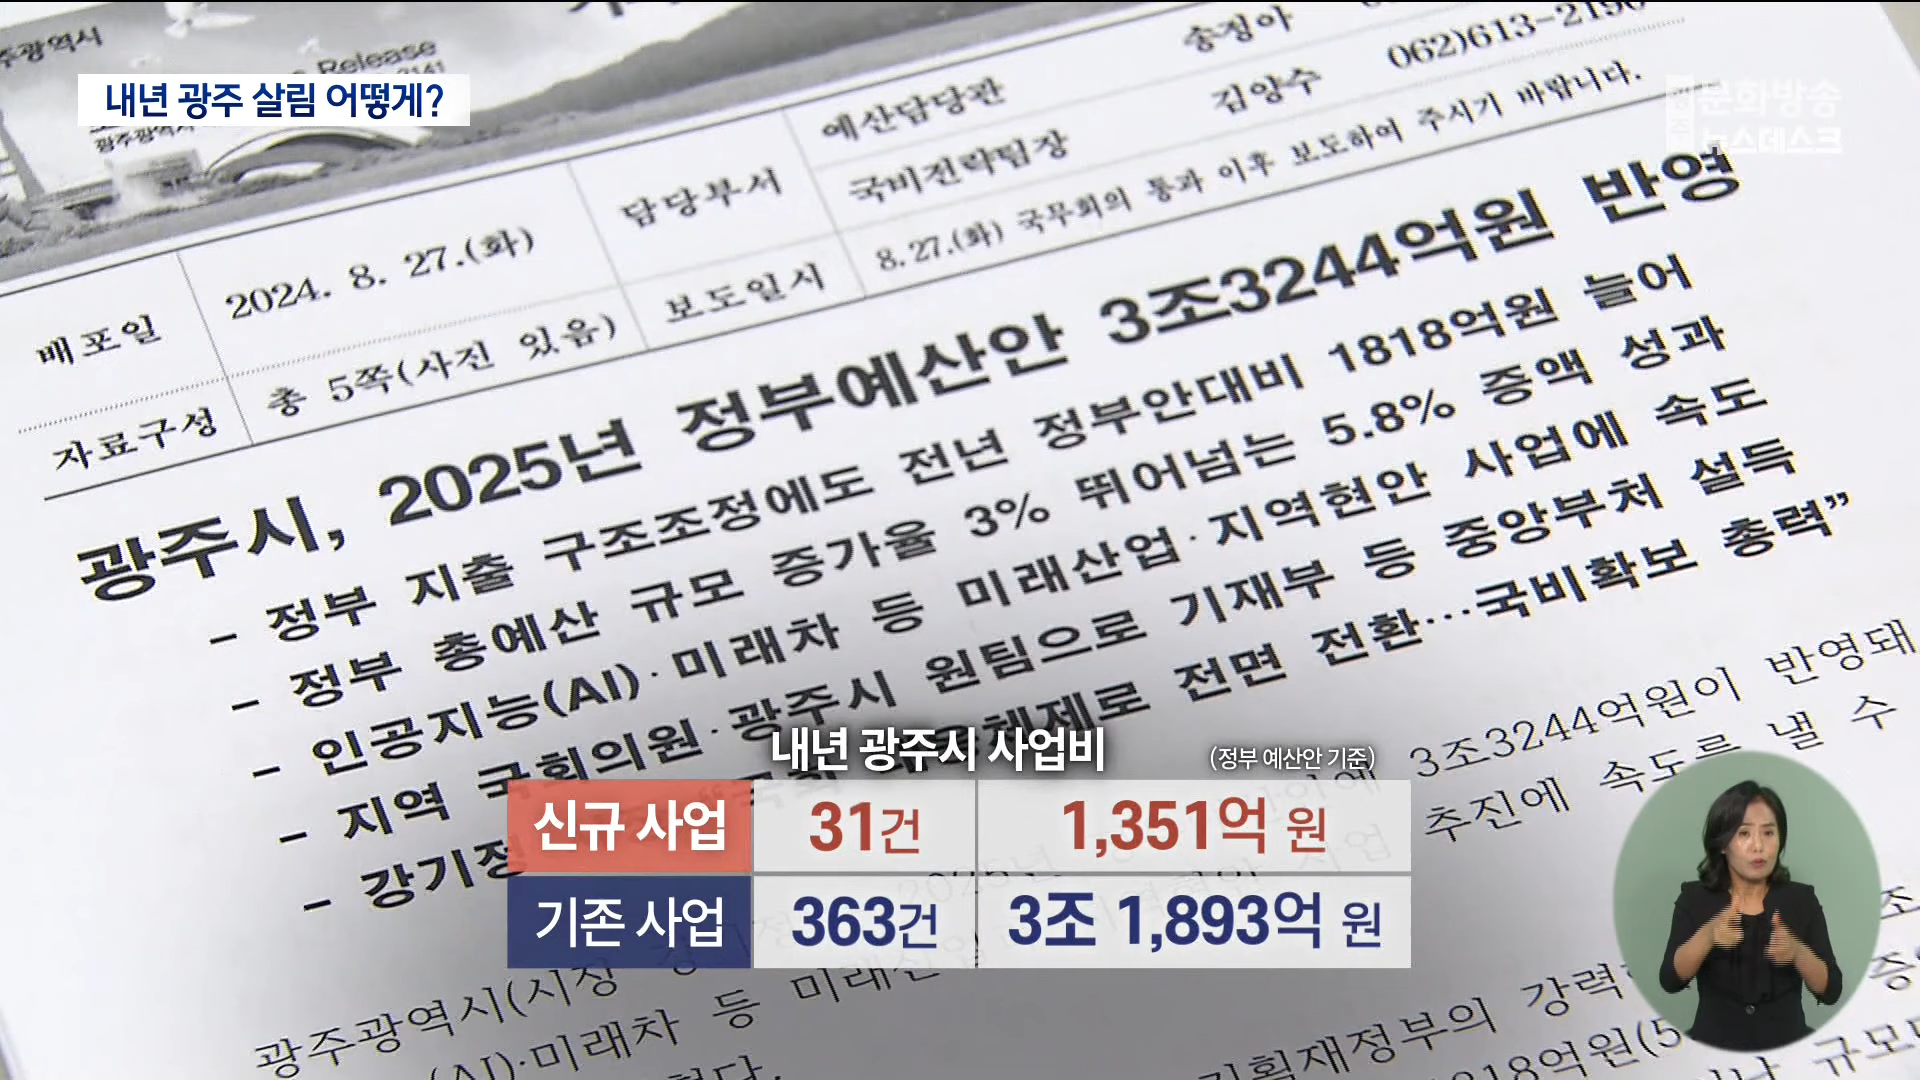 내년 광주 살림 어떻게?
문화방송
뉴스데스크
주광역시
Release
광주광역시
예산담당관
송정아
국비전략팀장
김양수
062)613-2190
담당부서
배포일
2024. 8. 27.(화)
보도일시
8. 27.(화) 국무회의 통과 이후 보도하여 주시기 바랍니다.
자료구성
총 5쪽(사진 있음)
광주시, 2025년 정부예산안 3조3244억원 반영
- 정부 지출 구조조정에도 전년 정부안대비 1818억원 늘어
- 정부 총예산 규모 증가율 3% 뛰어넘는 5.8% 증액 성과
- 인공지능(AI)·미래차 등 미래산업·지역현안 사업에 속도
- 지역 국회의원·광주시 원팀으로 기재부 등 중앙부처 설득
- 강기정 체제로 전면 전환…국비확보 총력”
3조3244억원이 반영돼,
추진에 속도를 낼 수
내년 광주시 사업비
(정부 예산안 기준)
신규 사업 31건 1,351억 원
기존 사업 363건 3조 1,893억 원
광주광역시(시장
(AI)·미래차 등 미래산업
기획재정부의 강력
818억원(5
규모